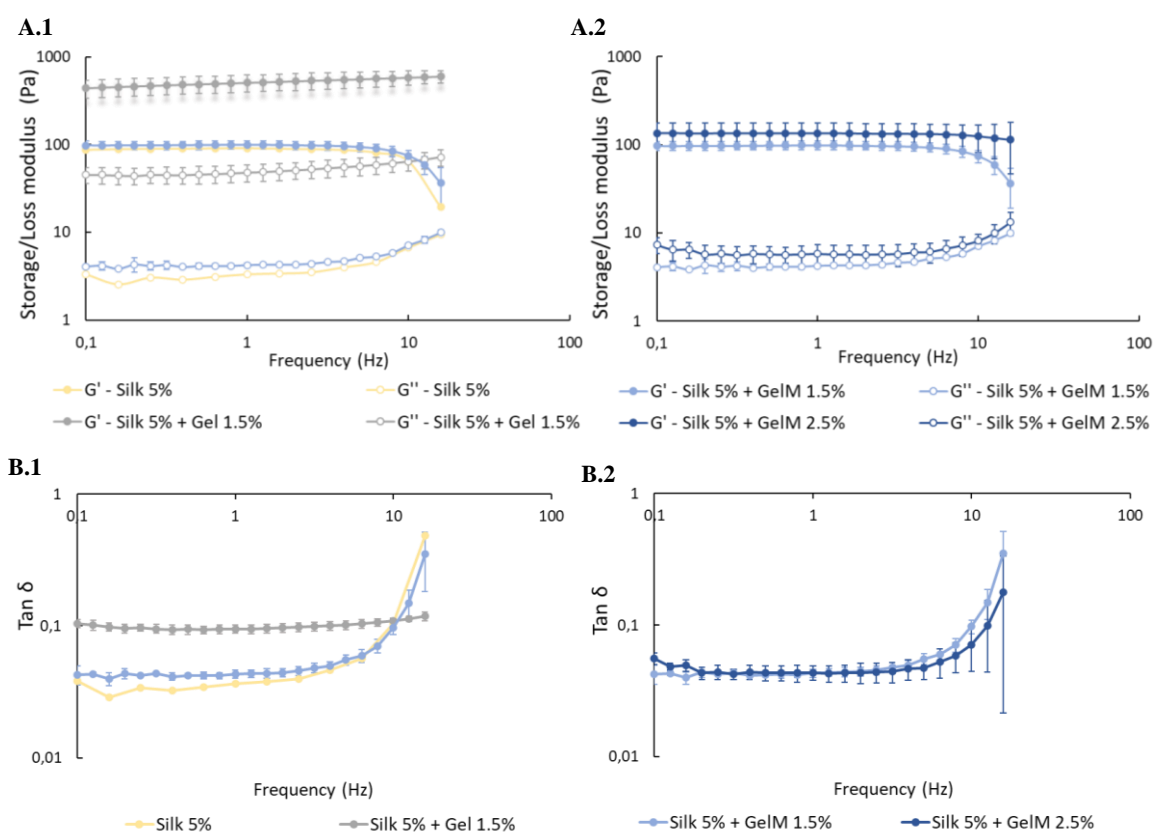 A.1
Storage/Loss modulus (Pa)
1000
100
10
1
0,1 1 10 100
Frequency (Hz)
G' - Silk 5% G'' - Silk 5%
G' - Silk 5% + Gel 1.5% G'' - Silk 5% + Gel 1.5%
A.2
Storage/Loss modulus (Pa)
1000
100
10
1
0,1 1 10 100
Frequency (Hz)
G' - Silk 5% + GelM 1.5% G'' - Silk 5% + GelM 1.5%
G' - Silk 5% + GelM 2.5% G'' - Silk 5% + GelM 2.5%
B.1
Tan δ
1
0,1
0,01
0,1 1 10 100
Frequency (Hz)
Silk 5% Silk 5% + Gel 1.5%
B.2
Tan δ
1
0,1
0,01
0,1 1 10 100
Frequency (Hz)
Silk 5% + GelM 1.5% Silk 5% + GelM 2.5%